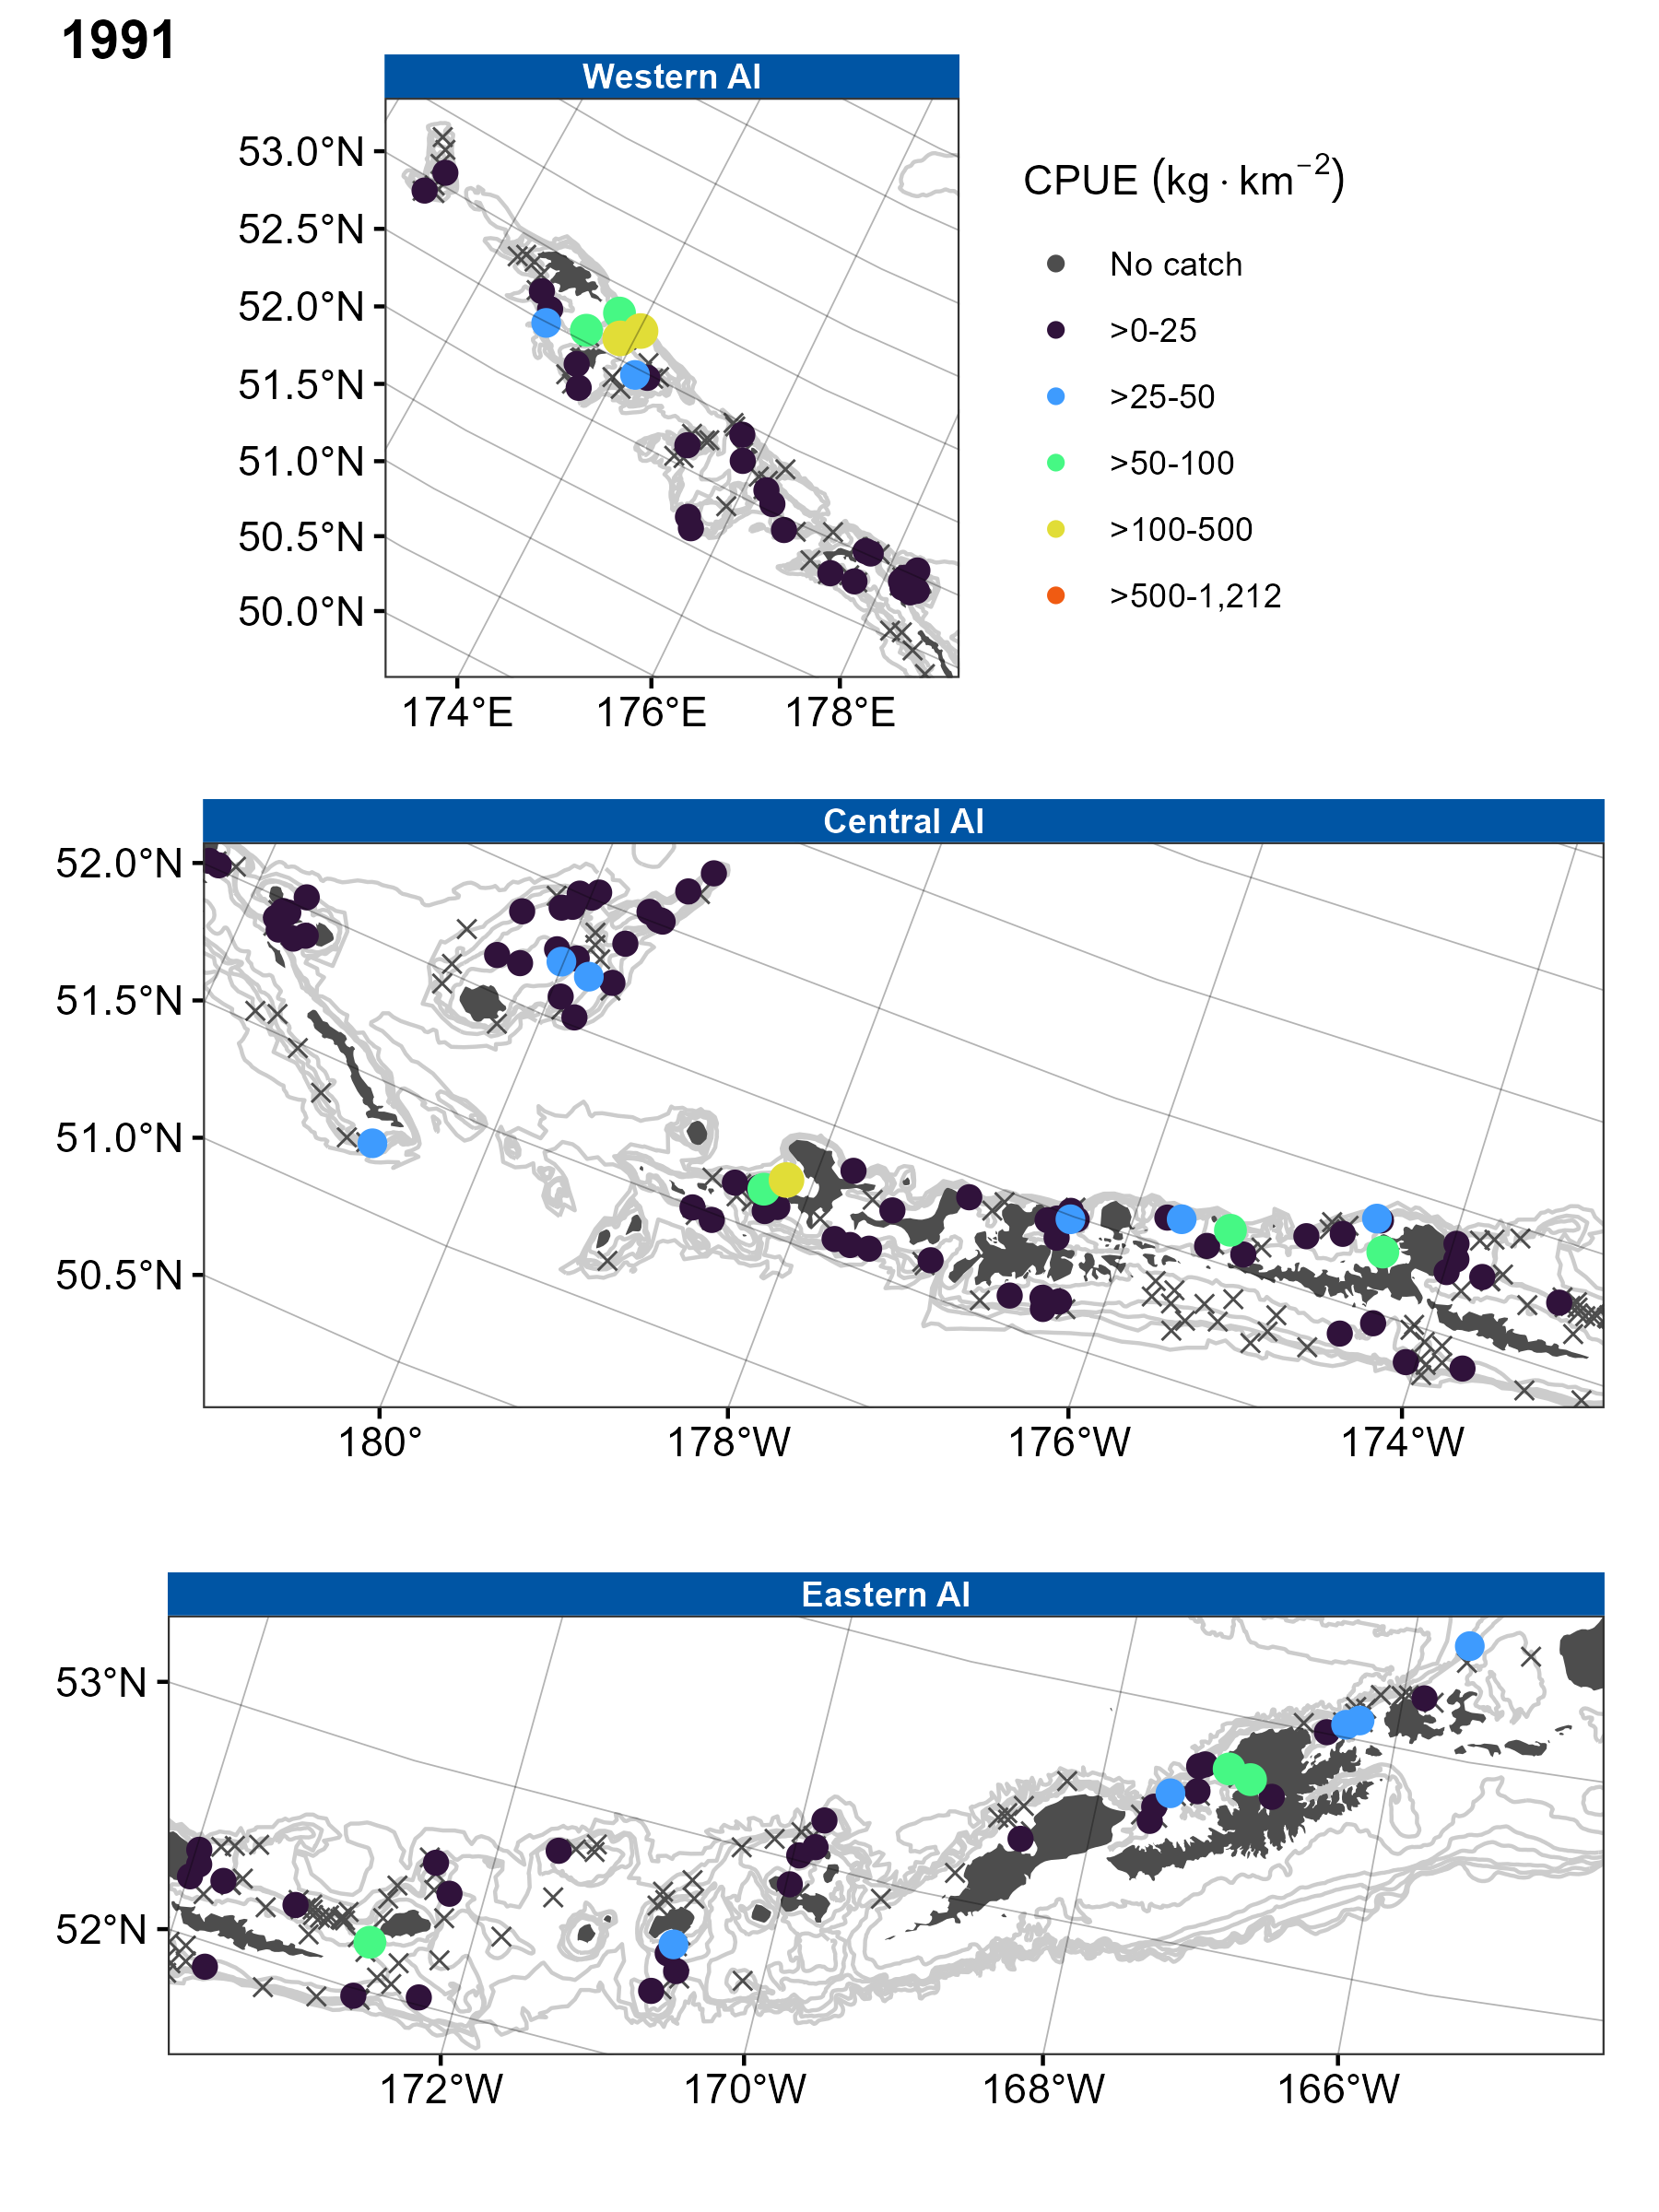 1991
Western AI
53.0°N
52.5°N
52.0°N
51.5°N
51.0°N
50.5°N
50.0°N
174°E 176°E 178°E
CPUE (kg · km−2)
No catch
>0-25
>25-50
>50-100
>100-500
>500-1,212
Central AI
52.0°N
51.5°N
51.0°N
50.5°N
180° 178°W 176°W 174°W
Eastern AI
53°N
52°N
172°W 170°W 168°W 166°W